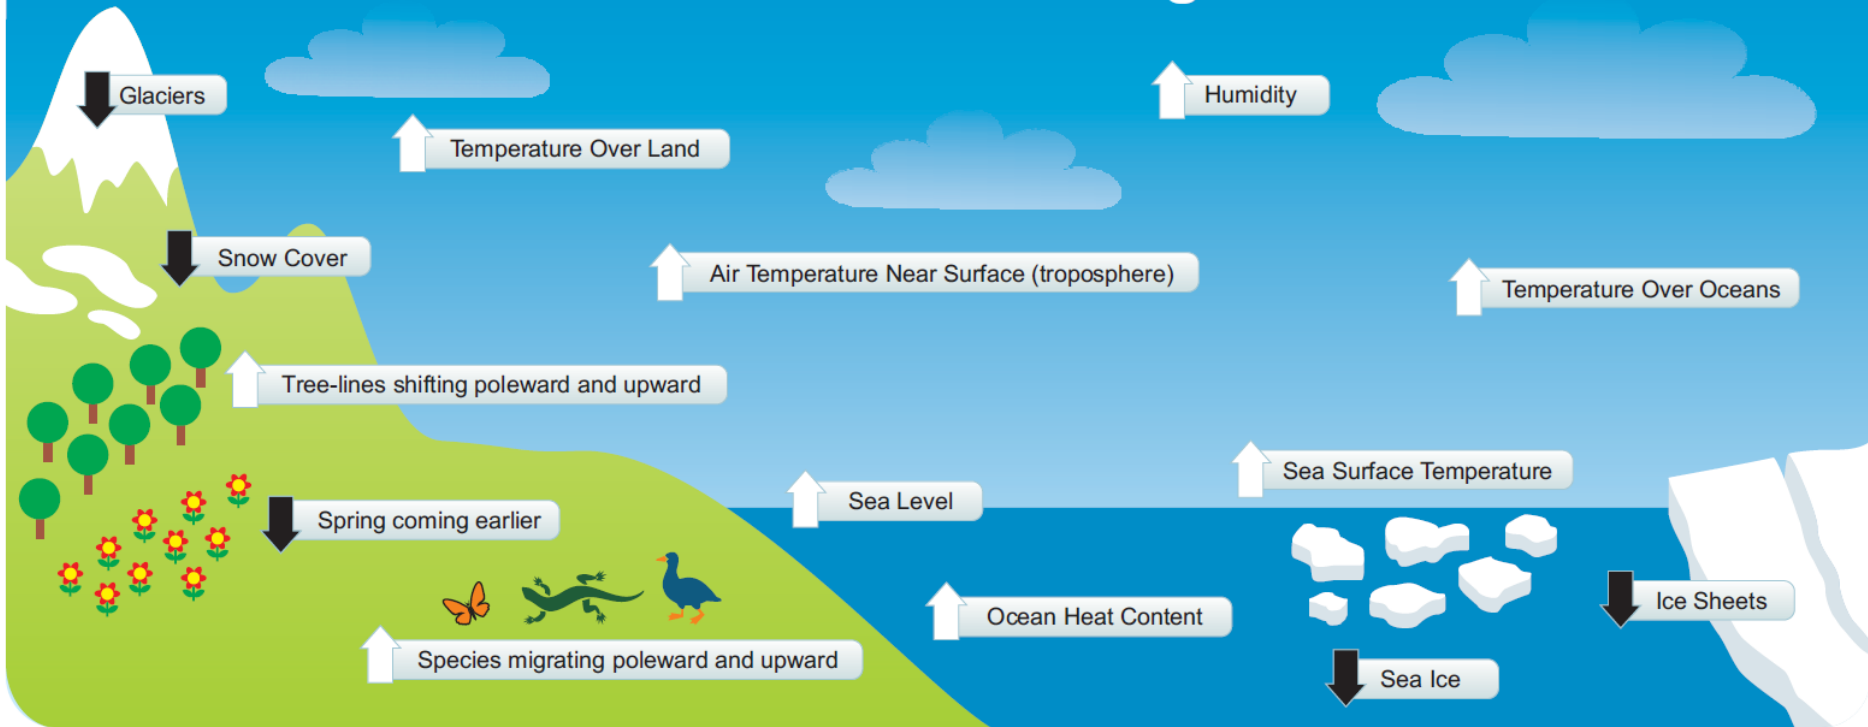 Glaciers
Humidity
Temperature Over Land
Snow Cover
Air Temperature Near Surface (troposphere)
Temperature Over Oceans
Tree-lines shifting poleward and upward
Sea Surface Temperature
Sea Level
Spring coming earlier
Ice Sheets
Ocean Heat Content
Species migrating poleward and upward
Sea Ice